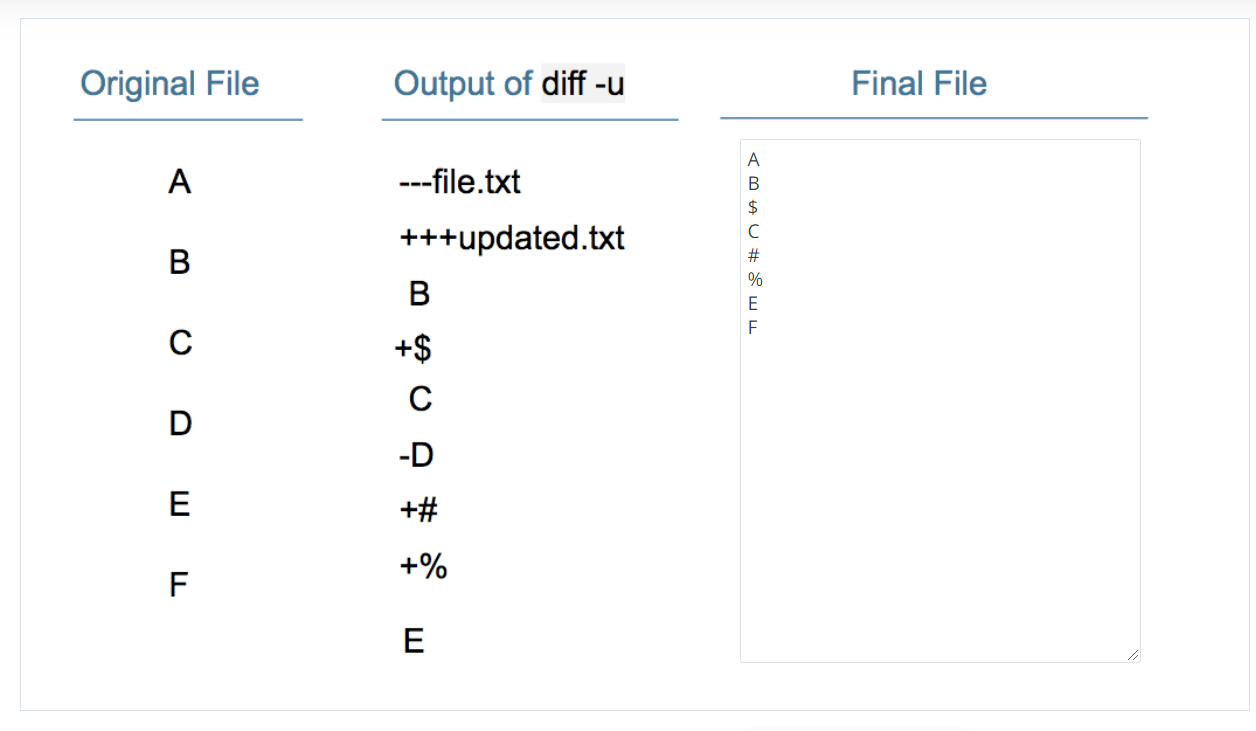 Original File
A
B
C
D
E
F
Output of diff -u
---file.txt
+++updated.txt
B
+$
C
-D
+#
+%
E
Final File
A
B
$
C
#
%
E
F